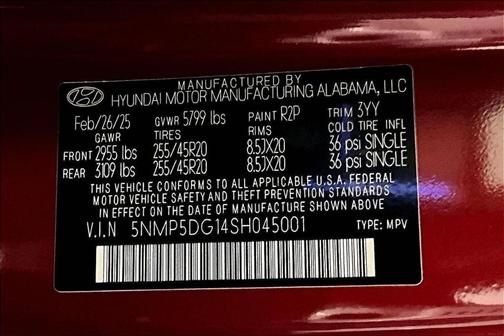 MANUFACTURED BY
HYUNDAI MOTOR MANUFACTURING ALABAMA, LLC
Feb/26/25 GVWR 5799 lbs PAINT R2P TRIM 3YY
GAWR TIRES RIMS COLD TIRE INFL
FRONT 2955 lbs 255/45R20 8.5JX20 36 psi SINGLE
REAR 3109 lbs 255/45R20 8.5JX20 36 psi SINGLE
THIS VEHICLE CONFORMS TO ALL APPLICABLE U.S.A. FEDERAL
MOTOR VEHICLE SAFETY AND THEFT PREVENTION STANDARDS
IN EFFECT ON THE DATE OF MANUFACTURE SHOWN ABOVE
V.I.N 5NMP5DG14SH045001 TYPE: MPV